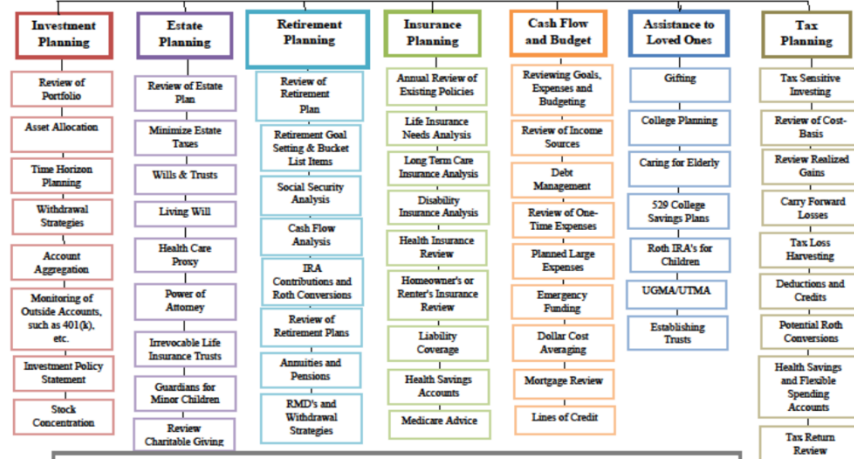 Investment
Planning
Review of
Portfolio
Asset Allocation
Time Horizon
Planning
Withdrawal
Strategies
Account
Aggregation
Monitoring of
Outside Accounts,
such as 401(k),
etc.
Investment Policy
Statement
Stock
Concentration
Estate
Planning
Review of Estate
Plan
Minimize Estate
Taxes
Wills & Trusts
Living Will
Health Care
Proxy
Power of
Attorney
Irrevocable Life
Insurance Trusts
Guardians for
Minor Children
Review
Charitable Giving
Retirement
Planning
Review of
Retirement
Plan
Retirement Goal
Setting & Bucket
List Items
Social Security
Analysis
Cash Flow
Analysis
IRA
Contributions and
Roth Conversions
Review of
Retirement Plans
Annuities and
Pensions
RMD's and
Withdrawal
Strategies
Insurance
Planning
Annual Review of
Existing Policies
Life Insurance
Needs Analysis
Long Term Care
Insurance Analysis
Disability
Insurance Analysis
Health Insurance
Review
Homeowner's or
Renter's Insurance
Review
Liability
Coverage
Health Savings
Accounts
Medicare Advice
Cash Flow
and Budget
Reviewing Goals,
Expenses and
Budgeting
Review of Income
Sources
Debt
Management
Review of One-
Time Expenses
Planned Large
Expenses
Emergency
Funding
Dollar Cost
Averaging
Mortgage Review
Lines of Credit
Assistance to
Loved Ones
Gifting
College Planning
Caring for Elderly
529 College
Savings Plans
Roth IRA's for
Children
UGMA/UTMA
Establishing
Trusts
Tax
Planning
Tax Sensitive
Investing
Review of Cost-
Basis
Review Realized
Gains
Carry Forward
Losses
Tax Loss
Harvesting
Deductions and
Credits
Potential Roth
Conversions
Health Savings
and Flexible
Spending
Accounts
Tax Return
Review